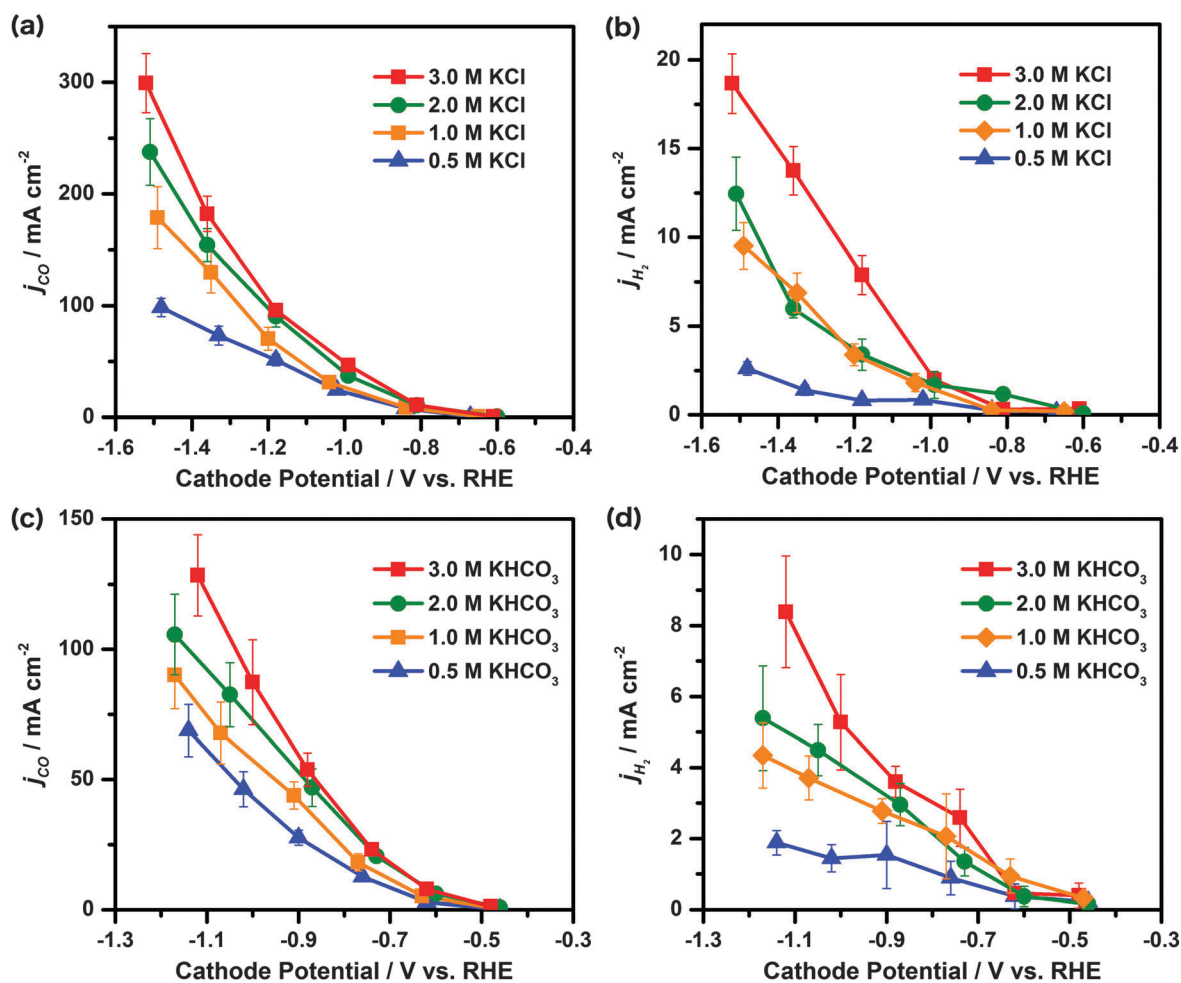 (a)
3.0 M KCl
2.0 M KCl
1.0 M KCl
0.5 M KCl
300
200
100
0
j_CO / mA cm⁻²
-1.6 -1.4 -1.2 -1.0 -0.8 -0.6 -0.4
Cathode Potential / V vs. RHE
(b)
3.0 M KCl
2.0 M KCl
1.0 M KCl
0.5 M KCl
20
15
10
5
0
j_H₂ / mA cm⁻²
-1.6 -1.4 -1.2 -1.0 -0.8 -0.6 -0.4
Cathode Potential / V vs. RHE
(c)
3.0 M KHCO₃
2.0 M KHCO₃
1.0 M KHCO₃
0.5 M KHCO₃
150
100
50
0
j_CO / mA cm⁻²
-1.3 -1.1 -0.9 -0.7 -0.5 -0.3
Cathode Potential / V vs. RHE
(d)
3.0 M KHCO₃
2.0 M KHCO₃
1.0 M KHCO₃
0.5 M KHCO₃
10
8
6
4
2
0
j_H₂ / mA cm⁻²
-1.3 -1.1 -0.9 -0.7 -0.5 -0.3
Cathode Potential / V vs. RHE